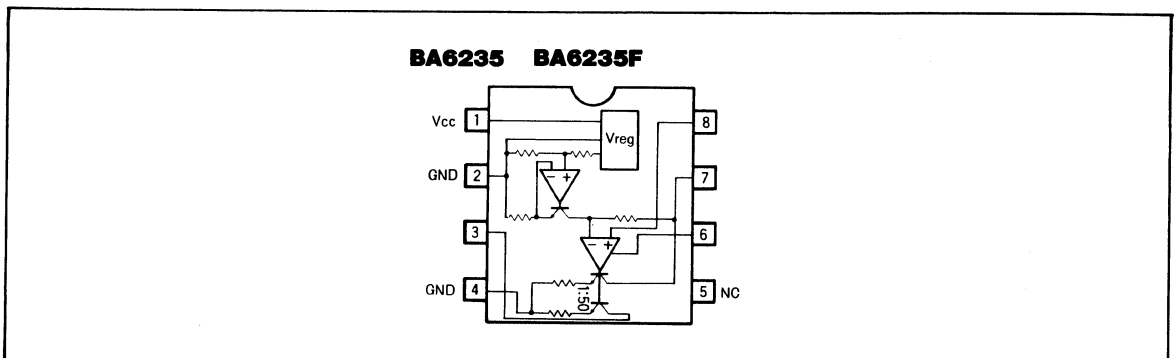 BA6235 BA6235F
Vcc 1
8
Vreg
GND 2
7
- +
3
- +
6
GND 4
1:50
5 NC